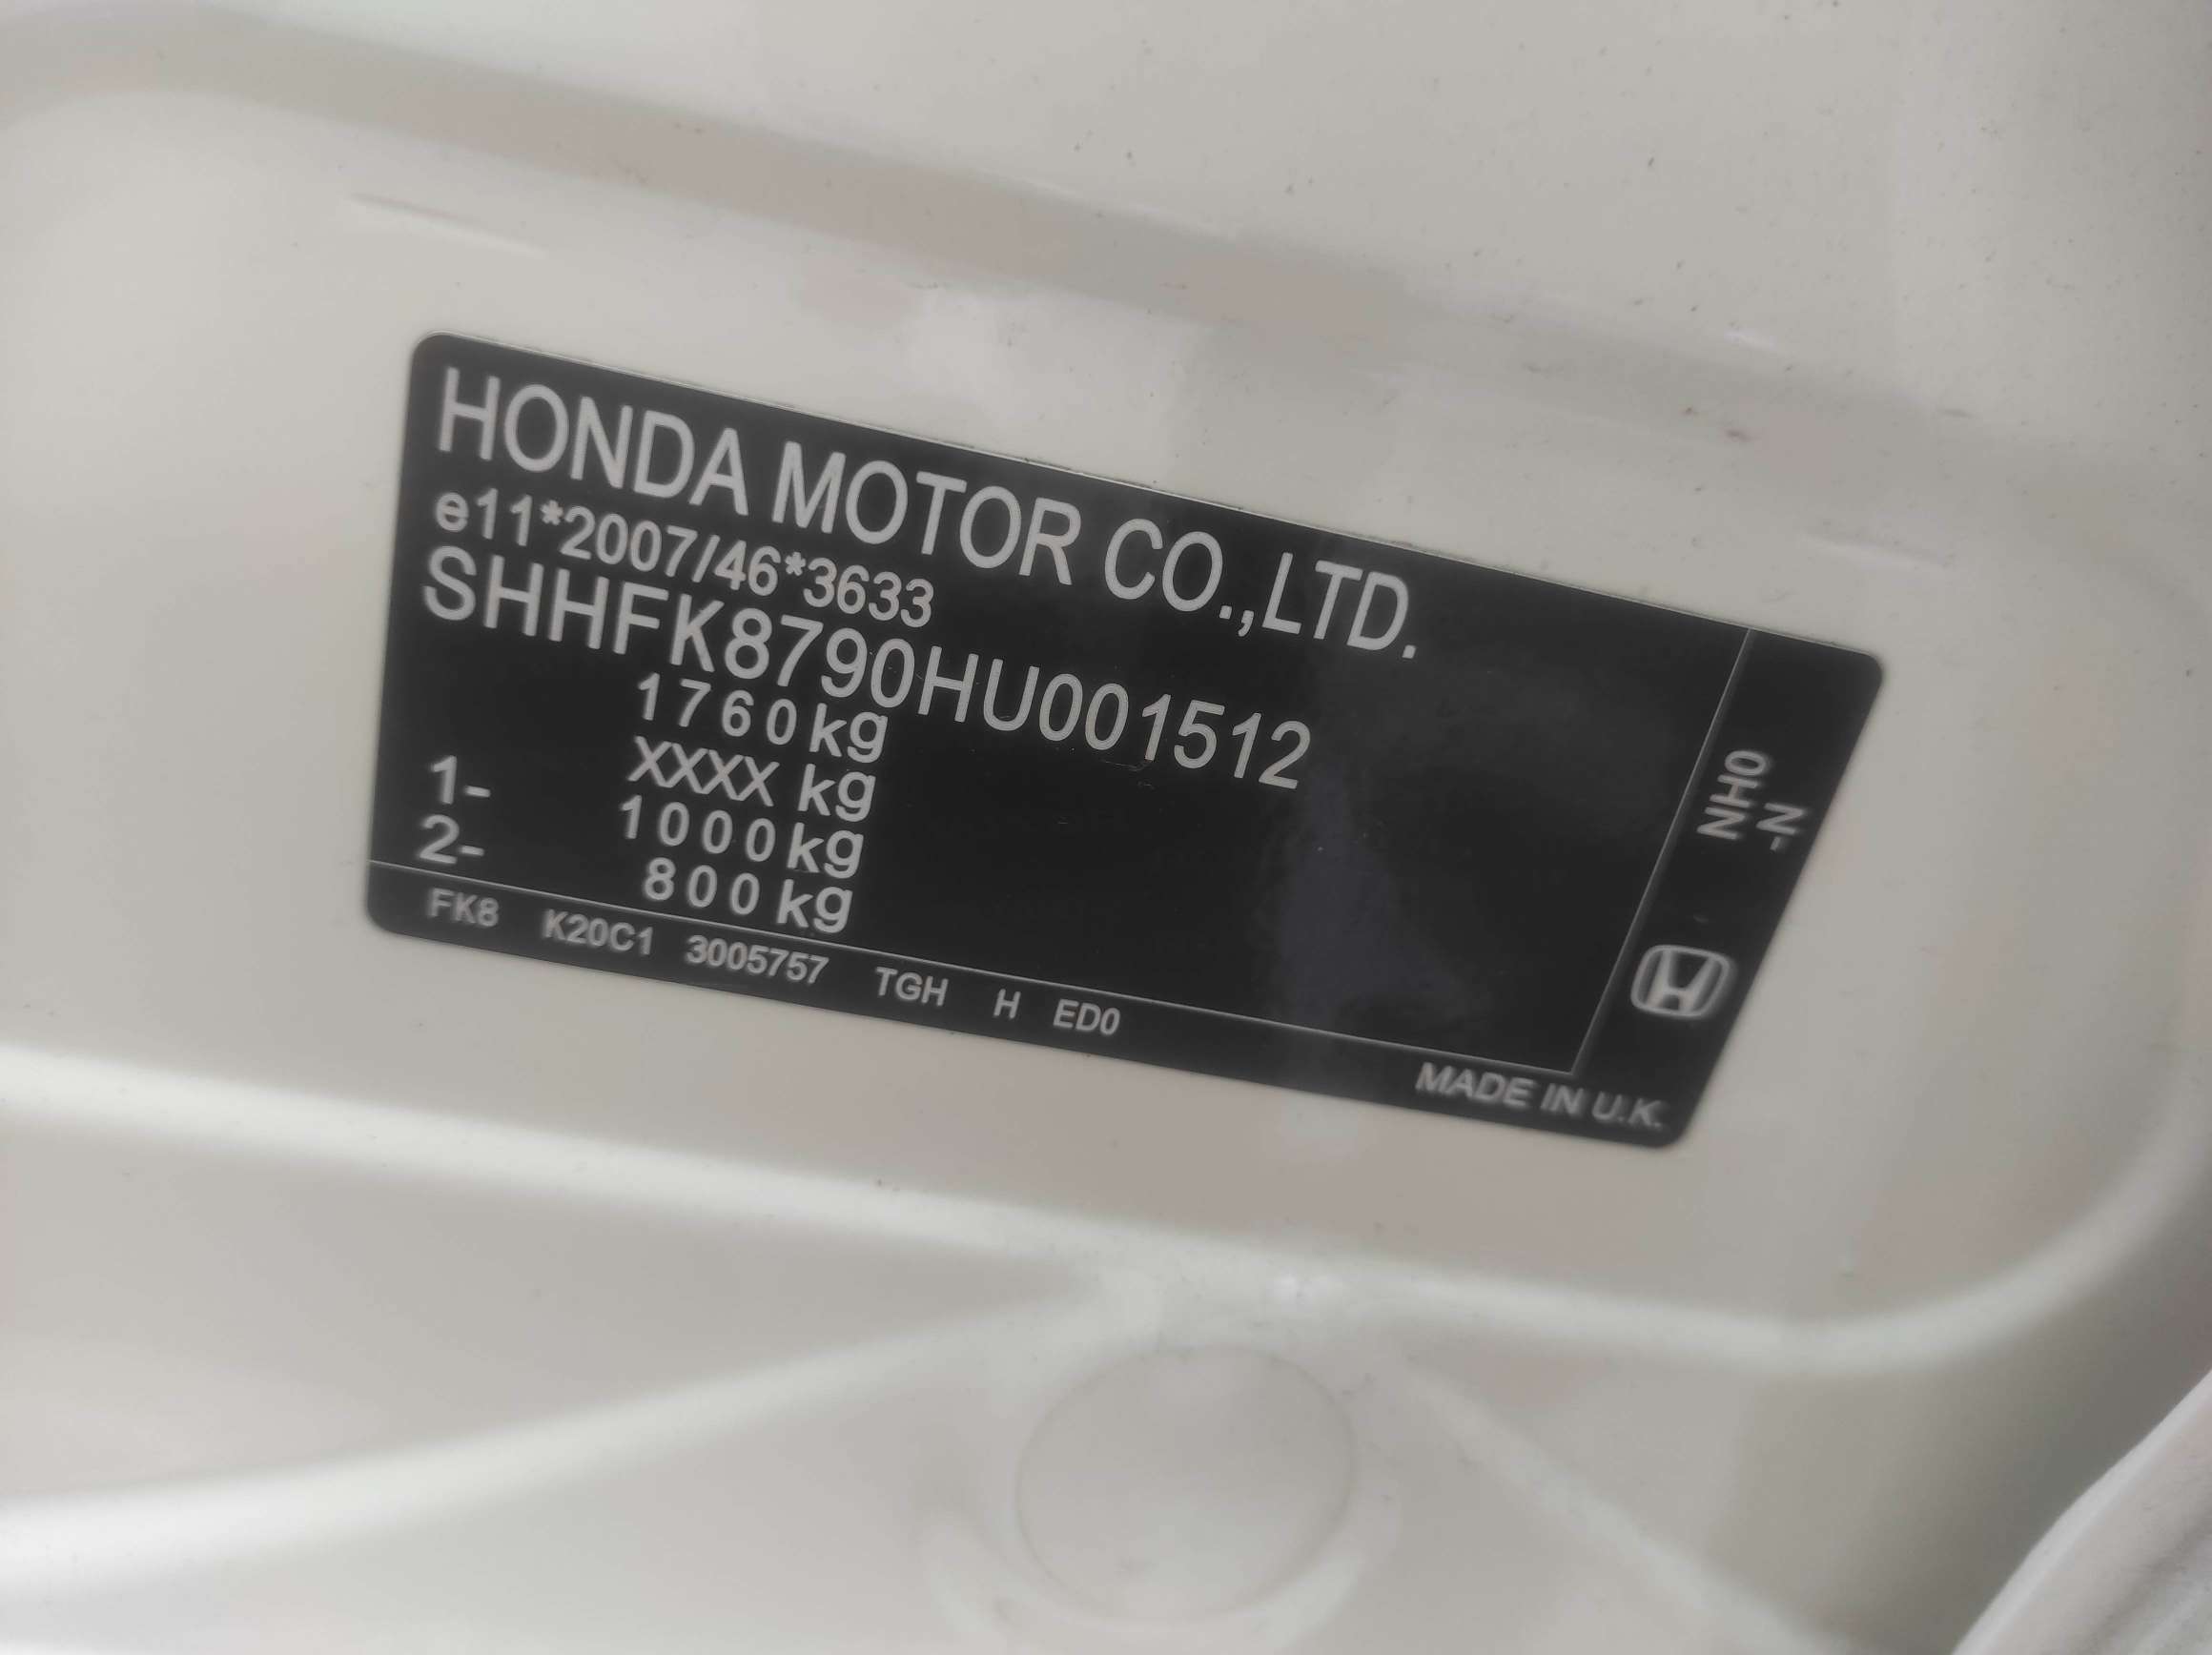 HONDA MOTOR CO.,LTD.
e11*2007/46*3633
SHHFK8790HU001512
1760kg
XXXX kg
1- 1000kg
2- 800kg
FK8 K20C1 3005757 TGH H ED0
NH0
-N
MADE IN U.K.